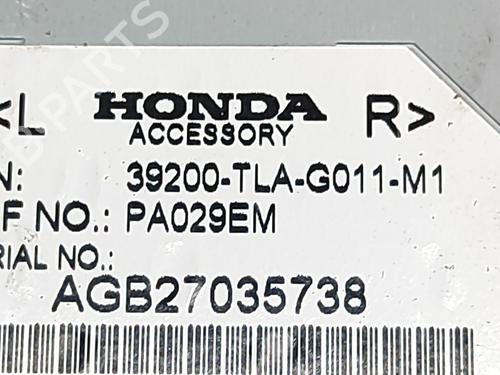 <L HONDA R>
ACCESSORY
N: 39200-TLA-G011-M1
F NO.: PA029EM
RIAL NO.:
AGB27035738